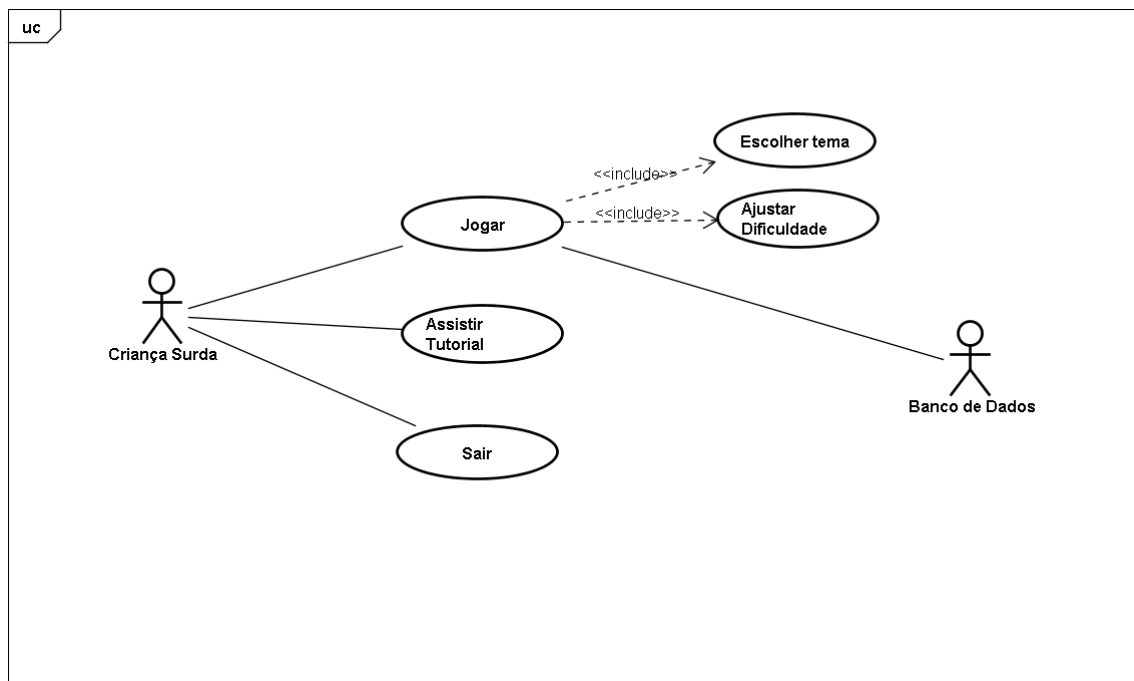 uc
Escolher tema
<<include>>
Jogar
<<include>>
Ajustar
Dificuldade
Criança Surda
Assistir
Tutorial
Banco de Dados
Sair